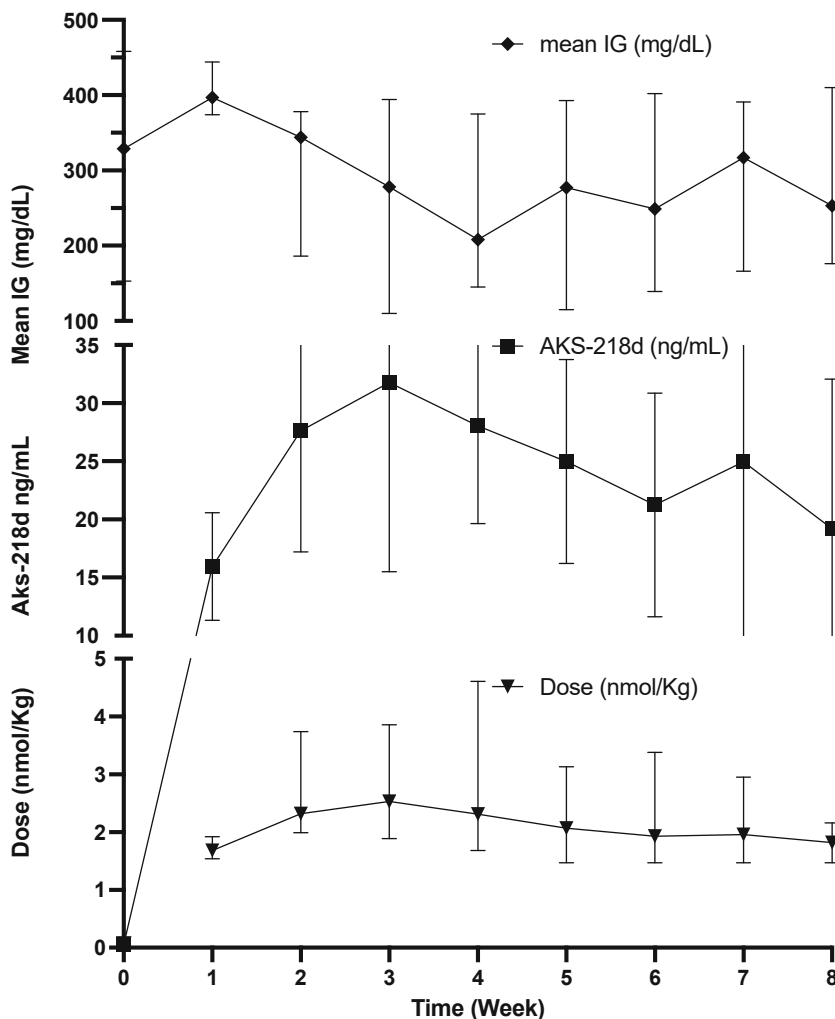 500
mean IG (mg/dL)
400
300
200
100
Mean IG (mg/dL)
35
AKS-218d (ng/mL)
30
25
20
15
10
Aks-218d ng/mL
5
Dose (nmol/Kg)
4
3
2
1
0
Dose (nmol/Kg)
0 1 2 3 4 5 6 7 8
Time (Week)